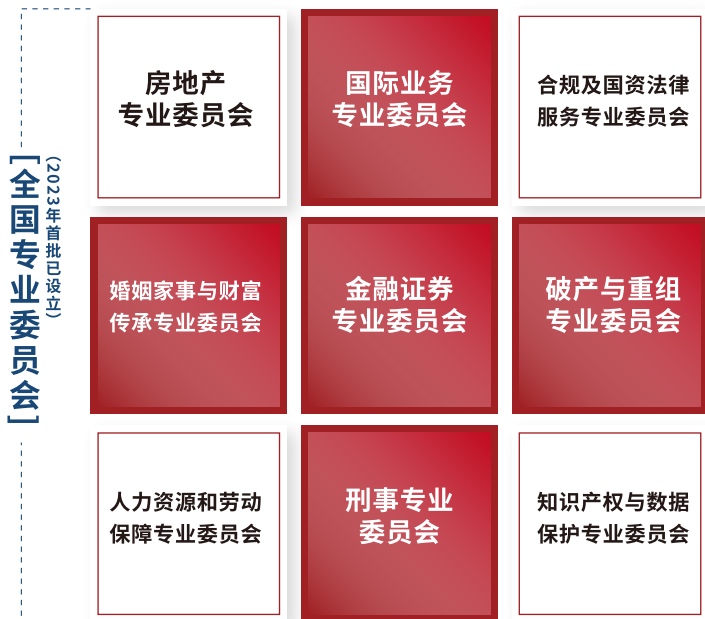 [全国专业委员会]
(2023年首批已设立)
房地产
专业委员会
国际业务
专业委员会
合规及国资法律
服务专业委员会
婚姻家事与财富
传承专业委员会
金融证券
专业委员会
破产与重组
专业委员会
人力资源和劳动
保障专业委员会
刑事专业
委员会
知识产权与数据
保护专业委员会